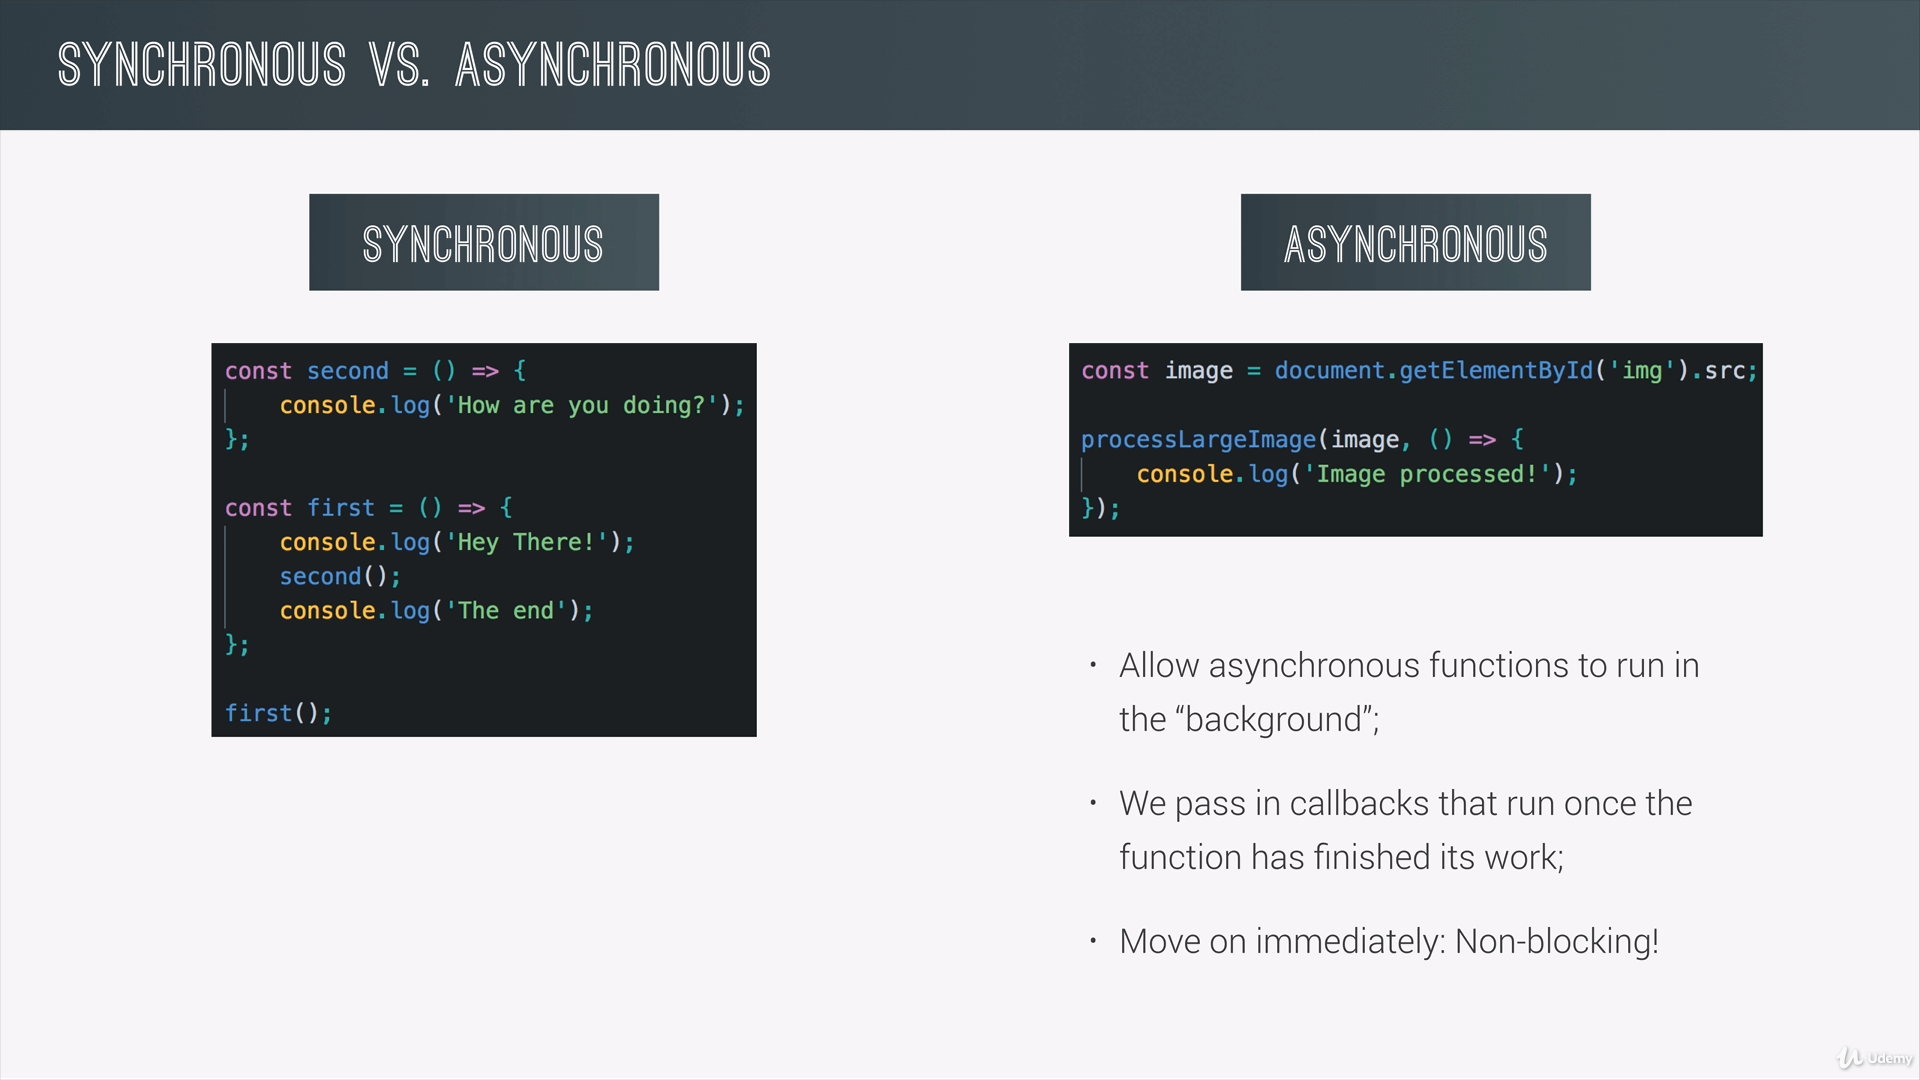 SYNCHRONOUS VS. ASYNCHRONOUS
SYNCHRONOUS
const second = () => {
    console.log('How are you doing?');
};

const first = () => {
    console.log('Hey There!');
    second();
    console.log('The end');
};

first();
ASYNCHRONOUS
const image = document.getElementById('img').src;

processLargeImage(image, () => {
    console.log('Image processed!');
});
• Allow asynchronous functions to run in
the “background”;
• We pass in callbacks that run once the
function has finished its work;
• Move on immediately: Non-blocking!
Udemy